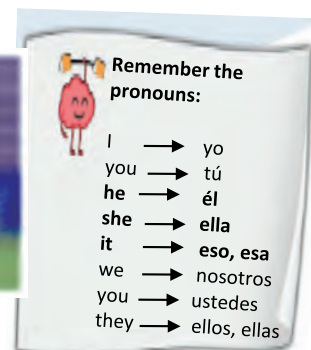 Remember the
pronouns:
I → yo
you → tú
he → él
she → ella
it → eso, esa
we → nosotros
you → ustedes
they → ellos, ellas